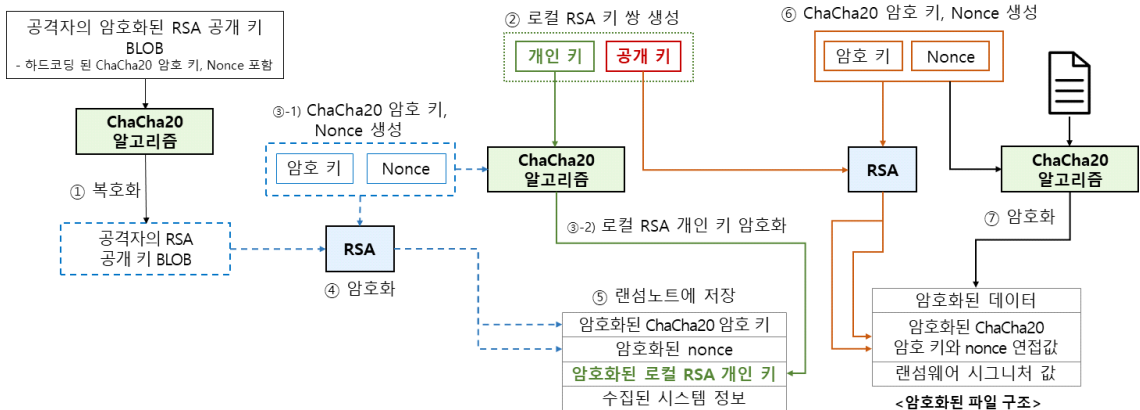 공격자의 암호화된 RSA 공개 키
BLOB
- 하드코딩 된 ChaCha20 암호 키, Nonce 포함
ChaCha20
알고리즘
① 복호화
공격자의 RSA
공개 키 BLOB
③-1) ChaCha20 암호 키,
Nonce 생성
암호 키
Nonce
RSA
④ 암호화
② 로컬 RSA 키 쌍 생성
개인 키
공개 키
ChaCha20
알고리즘
③-2) 로컬 RSA 개인 키 암호화
⑤ 랜섬노트에 저장
암호화된 ChaCha20 암호 키
암호화된 nonce
암호화된 로컬 RSA 개인 키
수집된 시스템 정보
⑥ ChaCha20 암호 키, Nonce 생성
암호 키
Nonce
RSA
ChaCha20
알고리즘
⑦ 암호화
암호화된 데이터
암호화된 ChaCha20
암호 키와 nonce 연접값
랜섬웨어 시그니처 값
<암호화된 파일 구조>